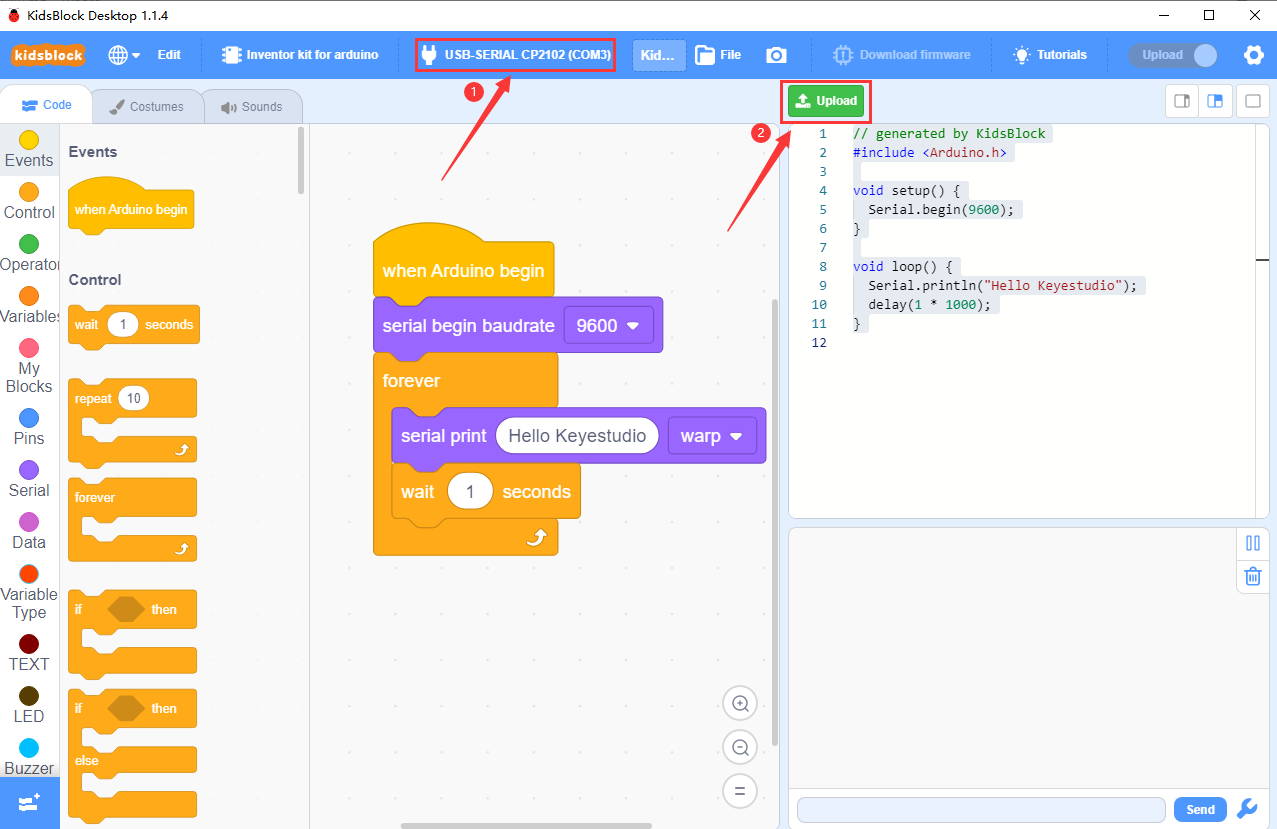 KidsBlock Desktop 1.1.4
kidsblock
Edit
Inventor kit for arduino
USB-SERIAL CP2102 (COM3)
Kid...
File
Download firmware
Tutorials
Upload
1
Code
Costumes
Sounds
Upload
2
Events
Control
Operator
Variables
My
Blocks
Pins
Serial
Data
Variable
Type
TEXT
LED
Buzzer
Events
when Arduino begin
Control
wait 1 seconds
repeat 10
forever
if then
if then
else
when Arduino begin
serial begin baudrate 9600
forever
serial print Hello Keyestudio warp
wait 1 seconds
1 // generated by KidsBlock
2 #include <Arduino.h>
3
4 void setup() {
5 Serial.begin(9600);
6 }
7
8 void loop() {
9 Serial.println("Hello Keyestudio");
10 delay(1 * 1000);
11 }
12
Send